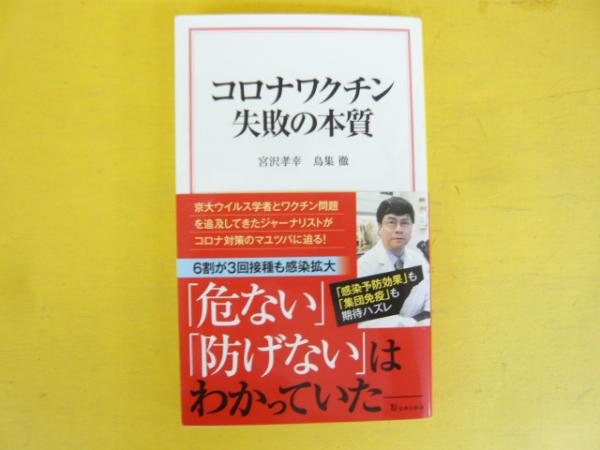 コロナワクチン
失敗の本質
宮沢孝幸 鳥集 徹
京大ウイルス学者とワクチン問題
を追及してきたジャーナリストが
コロナ対策のマユツバに迫る!
6割が3回接種も感染拡大
「感染予防効果」も
「集団免疫」も
期待ハズレ
「危ない」
「防げない」は
わかっていた
宝島社新書